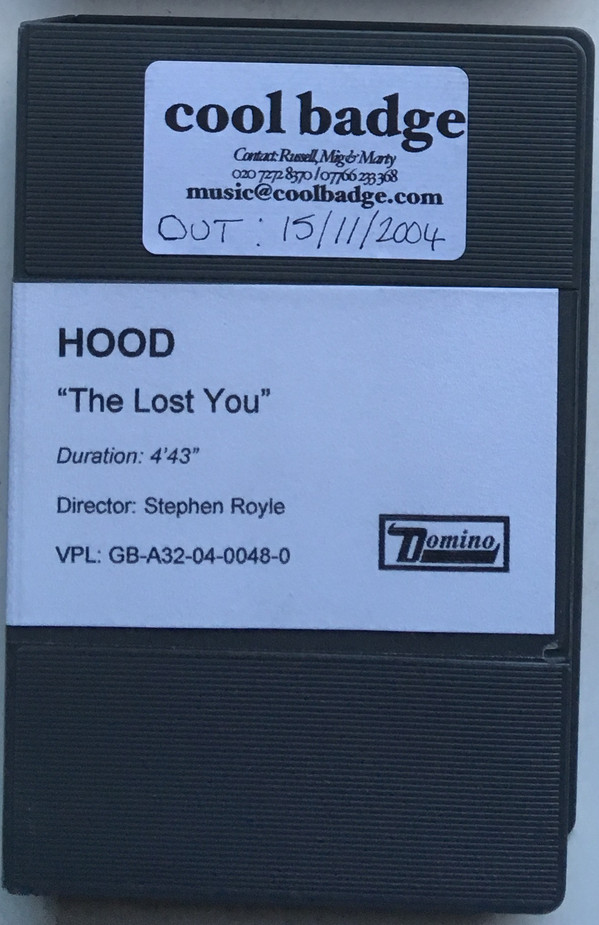 cool badge
Contact: Russell, Mig & Marty
020 7272 8370 / 07766 233 368
music@coolbadge.com
OUT: 15/11/2004
HOOD
“The Lost You”
Duration: 4'43”
Director: Stephen Royle
VPL: GB-A32-04-0048-0
Domino